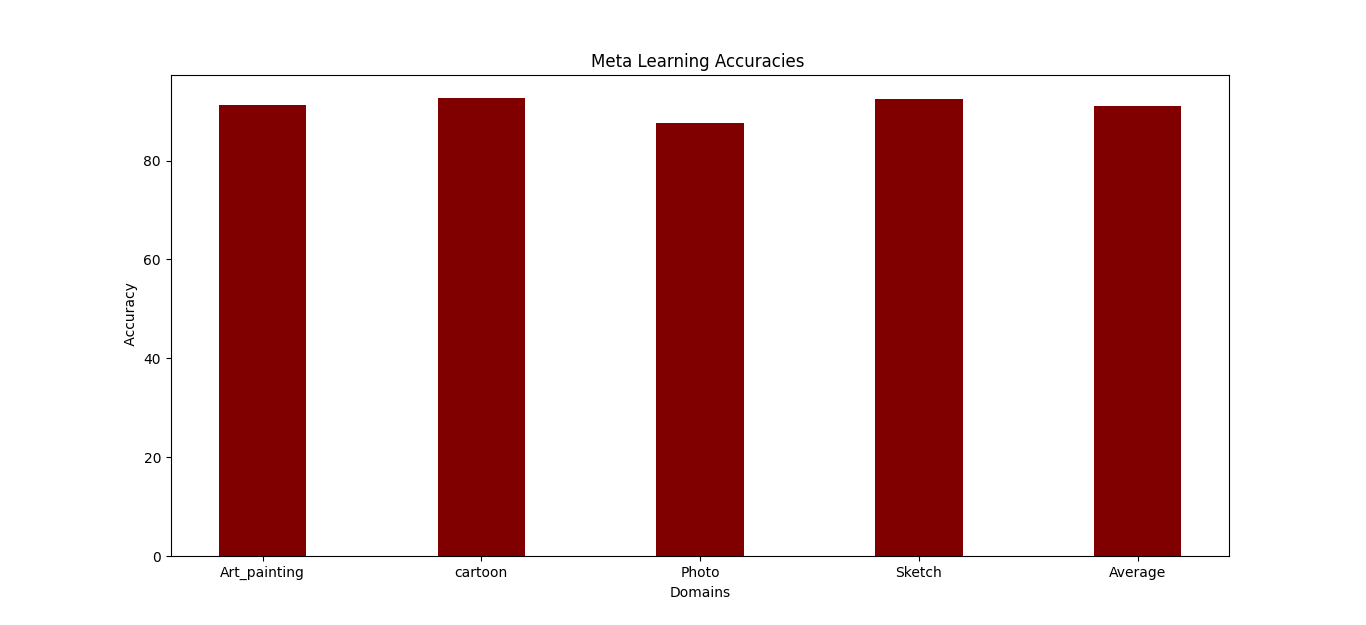 Meta Learning Accuracies
80
60
40
20
0
Accuracy
Art_painting
cartoon
Photo
Sketch
Average
Domains